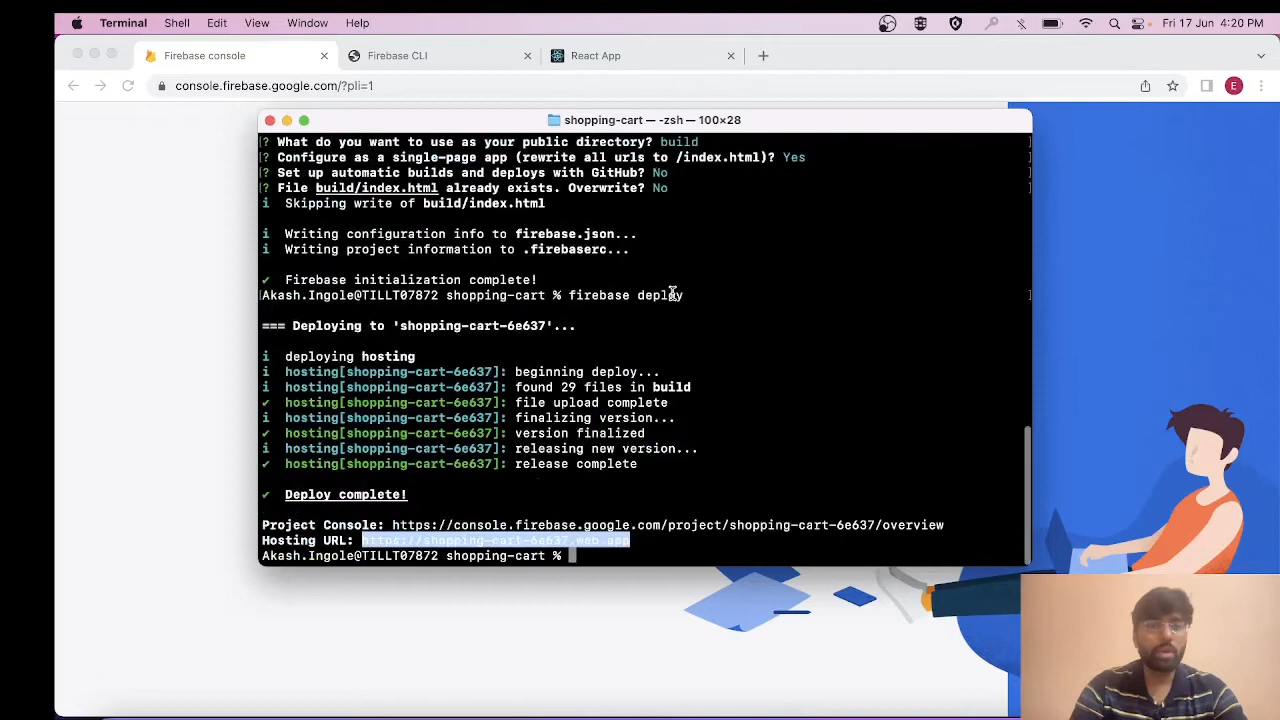 Terminal Shell Edit View Window Help Fri 17 Jun 4:20 PM
Firebase console Firebase CLI React App
console.firebase.google.com/?pli=1 E
shopping-cart — -zsh — 100×28
[? What do you want to use as your public directory? build ]
[? Configure as a single-page app (rewrite all urls to /index.html)? Yes ]
[? Set up automatic builds and deploys with GitHub? No ]
[? File build/index.html already exists. Overwrite? No ]
i Skipping write of build/index.html
i Writing configuration info to firebase.json...
i Writing project information to .firebaserc...
✔ Firebase initialization complete!
[Akash.Ingole@TILLT07872 shopping-cart % firebase deploy ]
=== Deploying to 'shopping-cart-6e637'...
i deploying hosting
i hosting[shopping-cart-6e637]: beginning deploy...
i hosting[shopping-cart-6e637]: found 29 files in build
✔ hosting[shopping-cart-6e637]: file upload complete
i hosting[shopping-cart-6e637]: finalizing version...
✔ hosting[shopping-cart-6e637]: version finalized
i hosting[shopping-cart-6e637]: releasing new version...
✔ hosting[shopping-cart-6e637]: release complete
✔ Deploy complete!
Project Console: https://console.firebase.google.com/project/shopping-cart-6e637/overview
Hosting URL: https://shopping-cart-6e637.web.app
Akash.Ingole@TILLT07872 shopping-cart %